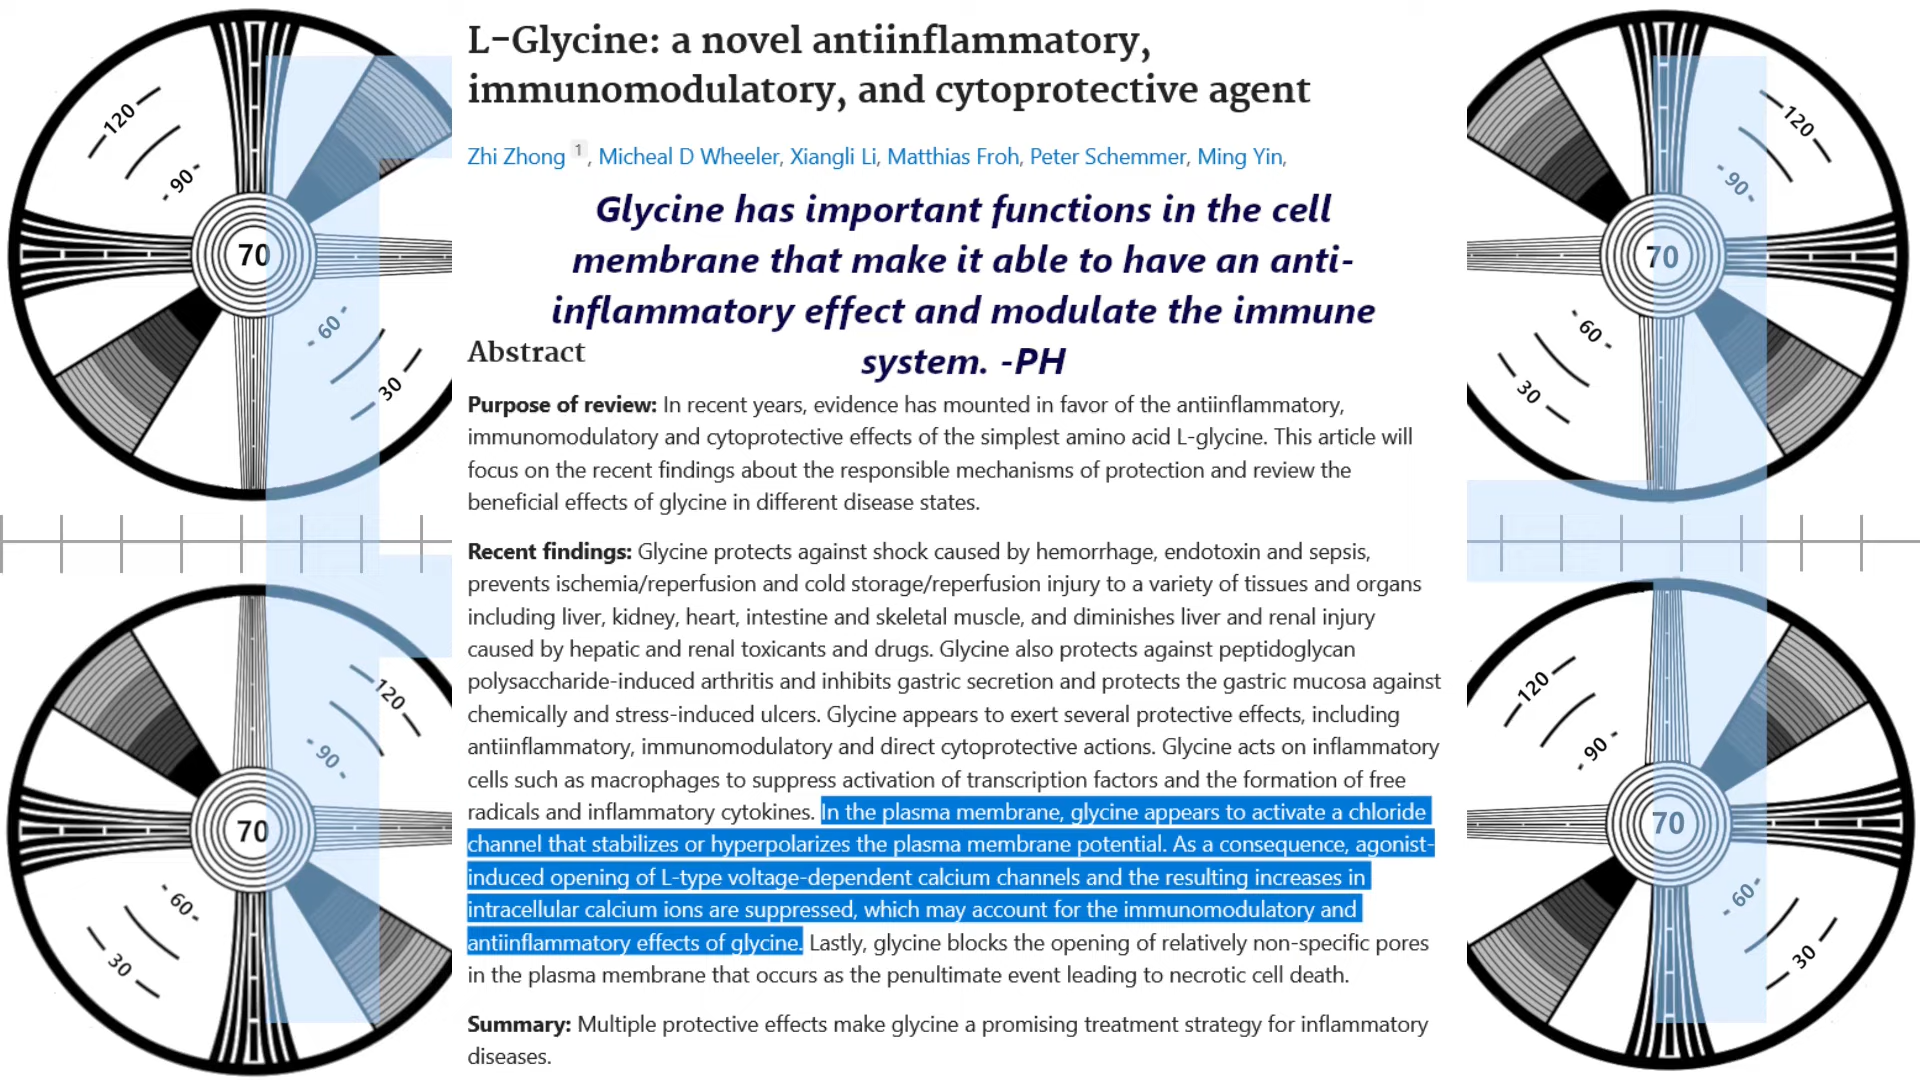 L-Glycine: a novel antiinflammatory,
immunomodulatory, and cytoprotective agent
Zhi Zhong 1, Micheal D Wheeler, Xiangli Li, Matthias Froh, Peter Schemmer, Ming Yin,
Glycine has important functions in the cell
membrane that make it able to have an anti-
inflammatory effect and modulate the immune
system. -PH
Abstract
Purpose of review: In recent years, evidence has mounted in favor of the antiinflammatory,
immunomodulatory and cytoprotective effects of the simplest amino acid L-glycine. This article will
focus on the recent findings about the responsible mechanisms of protection and review the
beneficial effects of glycine in different disease states.
Recent findings: Glycine protects against shock caused by hemorrhage, endotoxin and sepsis,
prevents ischemia/reperfusion and cold storage/reperfusion injury to a variety of tissues and organs
including liver, kidney, heart, intestine and skeletal muscle, and diminishes liver and renal injury
caused by hepatic and renal toxicants and drugs. Glycine also protects against peptidoglycan
polysaccharide-induced arthritis and inhibits gastric secretion and protects the gastric mucosa against
chemically and stress-induced ulcers. Glycine appears to exert several protective effects, including
antiinflammatory, immunomodulatory and direct cytoprotective actions. Glycine acts on inflammatory
cells such as macrophages to suppress activation of transcription factors and the formation of free
radicals and inflammatory cytokines. In the plasma membrane, glycine appears to activate a chloride
channel that stabilizes or hyperpolarizes the plasma membrane potential. As a consequence, agonist-
induced opening of L-type voltage-dependent calcium channels and the resulting increases in
intracellular calcium ions are suppressed, which may account for the immunomodulatory and
antiinflammatory effects of glycine. Lastly, glycine blocks the opening of relatively non-specific pores
in the plasma membrane that occurs as the penultimate event leading to necrotic cell death.
Summary: Multiple protective effects make glycine a promising treatment strategy for inflammatory
diseases.
120
- 90 -
70
- 60 -
30
120
- 90 -
70
- 60 -
30
120
- 90 -
70
- 60 -
30
120
- 90 -
70
- 60 -
30